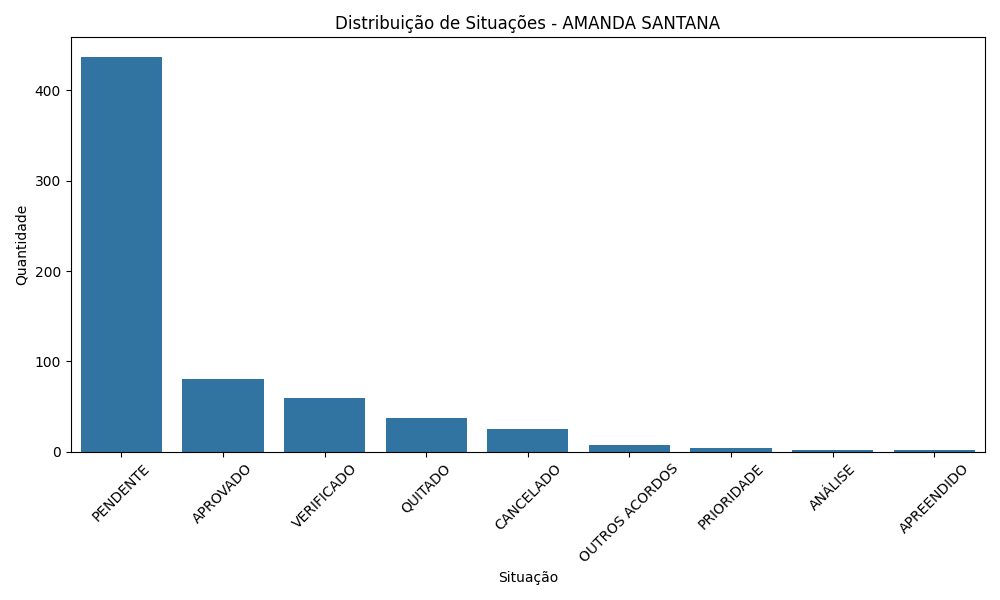 Distribuição de Situações - AMANDA SANTANA
Quantidade
400
300
200
100
0
PENDENTE
APROVADO
VERIFICADO
QUITADO
CANCELADO
OUTROS ACORDOS
PRIORIDADE
ANÁLISE
APREENDIDO
Situação